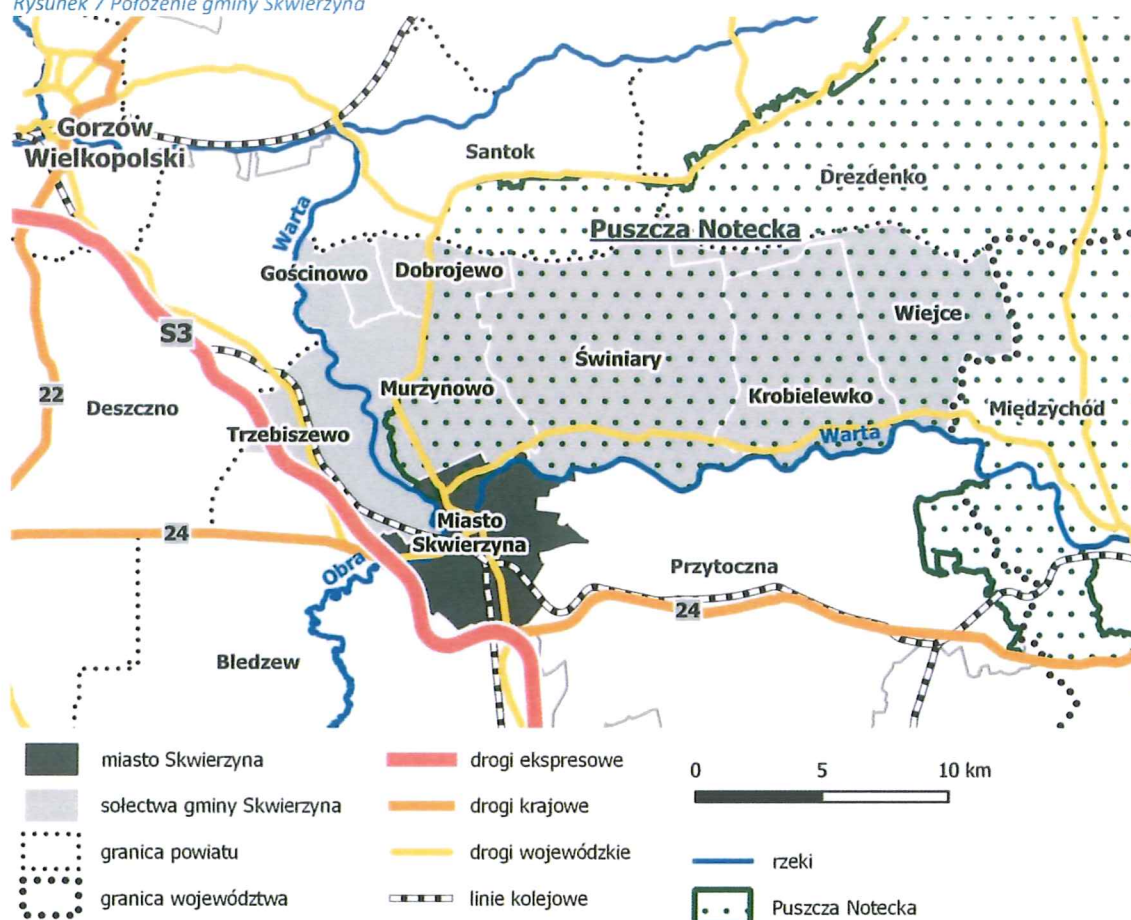 Rysunek 7 Położenie gminy Skwierzyna
Gorzów
Wielkopolski
Santok
Drezdenko
Warta
Puszcza Notecka
Gościnowo
Dobrojewo
Wiejce
S3
Świniary
22
Deszczno
Murzynowo
Krobielewko
Międzychód
Trzebiszewo
Warta
24
Miasto
Skwierzyna
Obra
Przytoczna
24
Bledzew
miasto Skwierzyna
sołectwa gminy Skwierzyna
granica powiatu
granica województwa
drogi ekspresowe
drogi krajowe
drogi wojewódzkie
linie kolejowe
0 5 10 km
rzeki
Puszcza Notecka